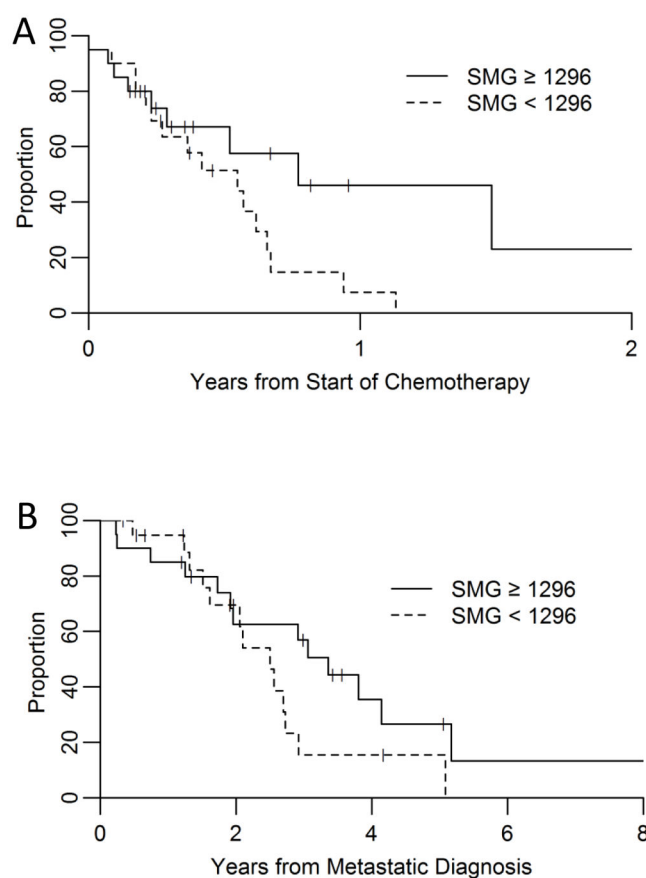 A
100
80
60
40
20
0
Proportion
SMG ≥ 1296
SMG < 1296
0 1 2
Years from Start of Chemotherapy
B
100
80
60
40
20
0
Proportion
SMG ≥ 1296
SMG < 1296
0 2 4 6 8
Years from Metastatic Diagnosis